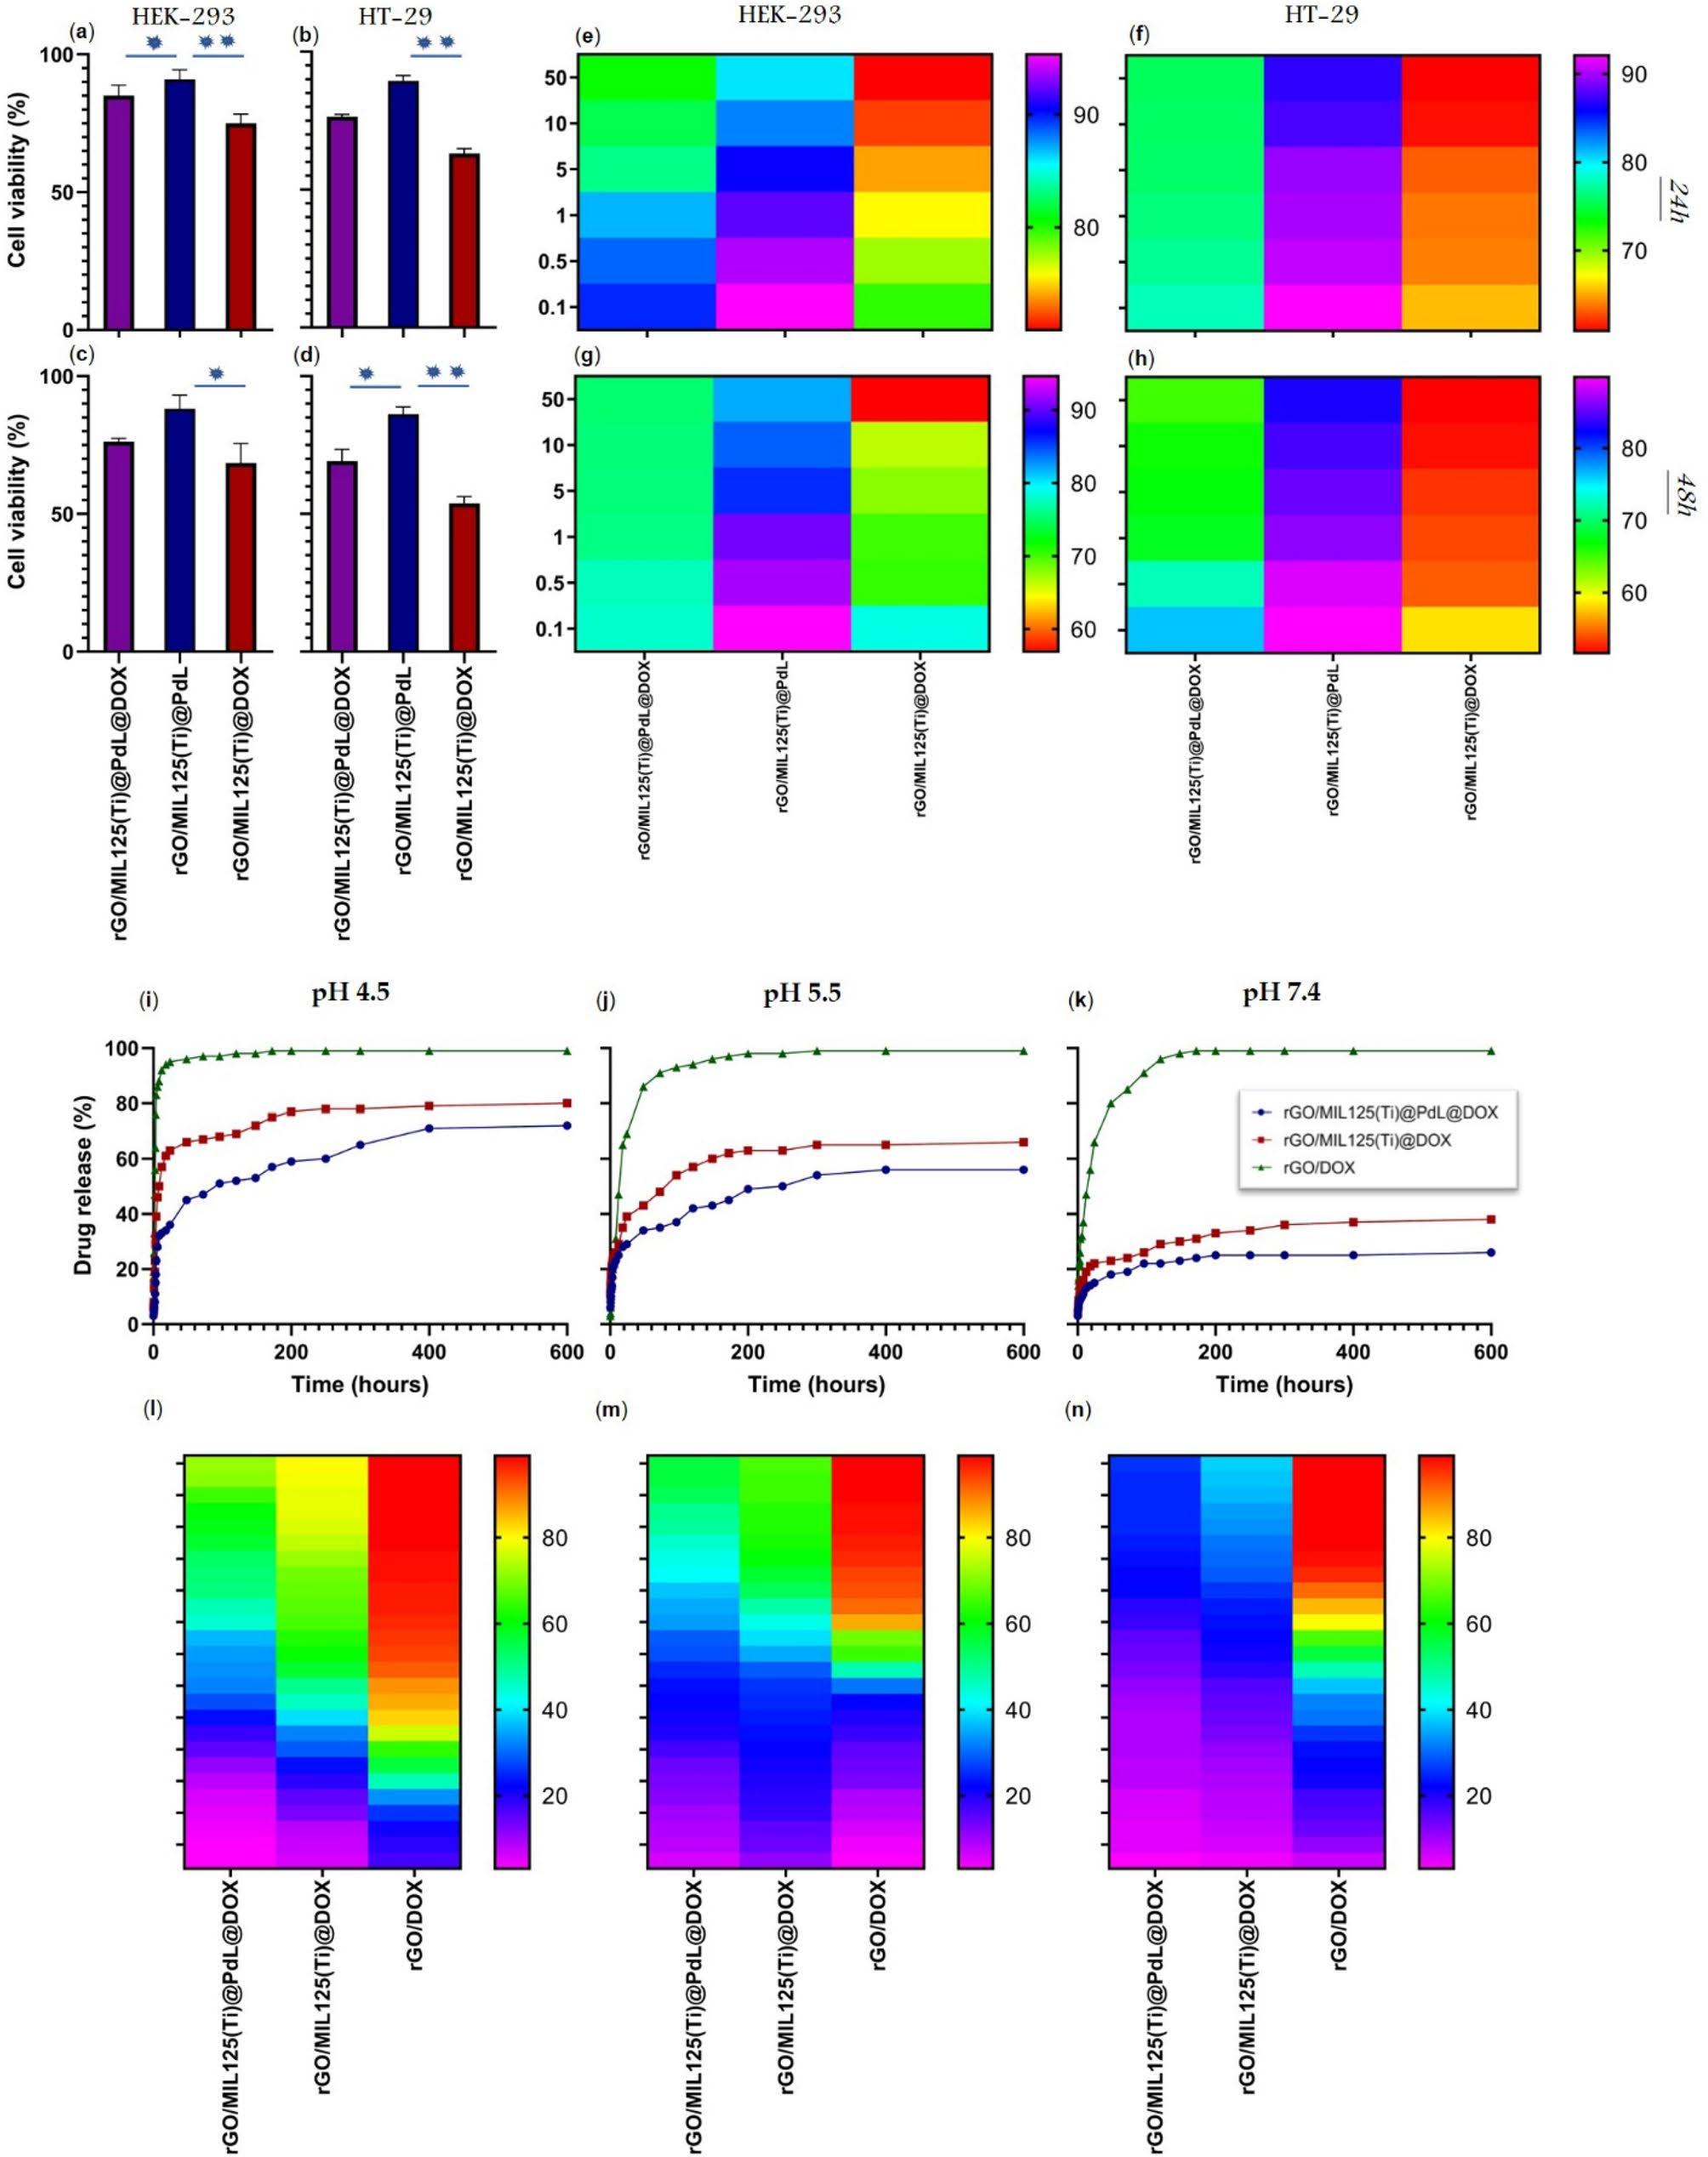 HEK-293
HT-29
HEK-293
HT-29
(a)
(b)
(e)
(f)
Cell viability (%)
100
50
0
50
10
5
1
0.5
0.1
90
80
90
80
70
24h
(c)
(d)
(g)
(h)
Cell viability (%)
100
50
0
50
10
5
1
0.5
0.1
90
80
70
60
80
70
60
48h
rGO/MIL125(Ti)@PdL@DOX
rGO/MIL125(Ti)@PdL
rGO/MIL125(Ti)@DOX
rGO/MIL125(Ti)@PdL@DOX
rGO/MIL125(Ti)@PdL
rGO/MIL125(Ti)@DOX
rGO/MIL125(Ti)@PdL@DOX
rGO/MIL125(Ti)@PdL
rGO/MIL125(Ti)@DOX
rGO/MIL125(Ti)@PdL@DOX
rGO/MIL125(Ti)@PdL
rGO/MIL125(Ti)@DOX
(i)
pH 4.5
(j)
pH 5.5
(k)
pH 7.4
Drug release (%)
100
80
60
40
20
0
rGO/MIL125(Ti)@PdL@DOX
rGO/MIL125(Ti)@DOX
rGO/DOX
0 200 400 600
0 200 400 600
0 200 400 600
Time (hours)
Time (hours)
Time (hours)
(l)
(m)
(n)
80
60
40
20
80
60
40
20
80
60
40
20
rGO/MIL125(Ti)@PdL@DOX
rGO/MIL125(Ti)@DOX
rGO/DOX
rGO/MIL125(Ti)@PdL@DOX
rGO/MIL125(Ti)@DOX
rGO/DOX
rGO/MIL125(Ti)@PdL@DOX
rGO/MIL125(Ti)@DOX
rGO/DOX